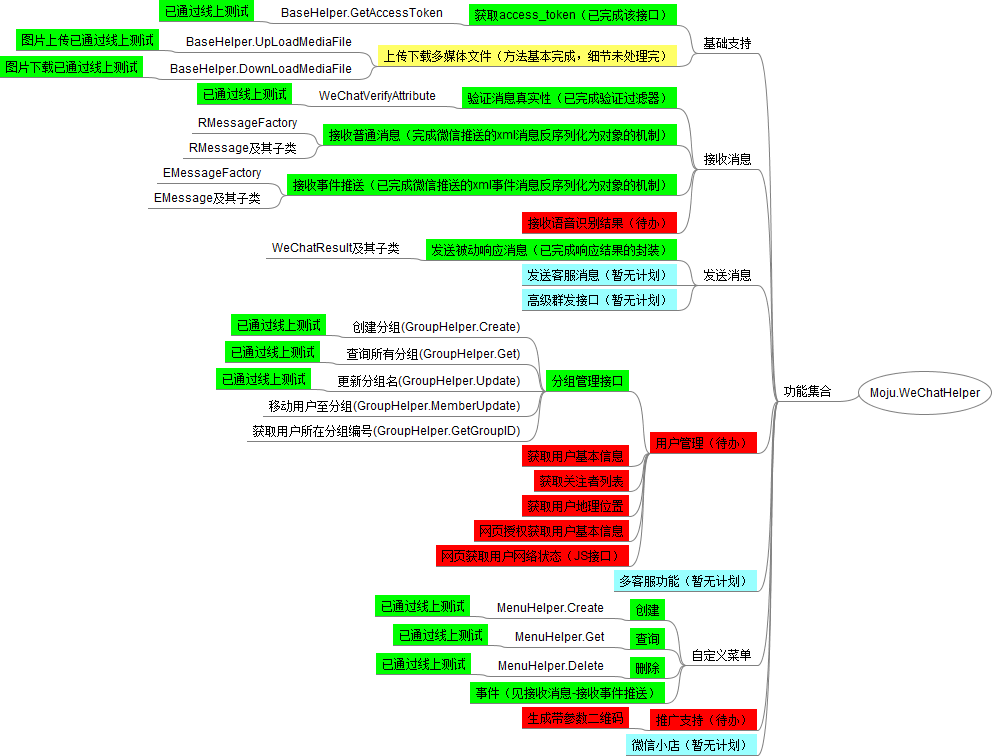 已通过线上测试
BaseHelper.GetAccessToken
获取access_token（已完成该接口）
图片上传已通过线上测试
BaseHelper.UpLoadMediaFile
基础支持
上传下载多媒体文件（方法基本完成，细节未处理完）
图片下载已通过线上测试
BaseHelper.DownLoadMediaFile
已通过线上测试
WeChatVerifyAttribute
验证消息真实性（已完成验证过滤器）
RMessageFactory
接收普通消息（完成微信推送的xml消息反序列化为对象的机制）
RMessage及其子类
接收消息
EMessageFactory
接收事件推送（已完成微信推送的xml事件消息反序列化为对象的机制）
EMessage及其子类
接收语音识别结果（待办）
WeChatResult及其子类
发送被动响应消息（已完成响应结果的封装）
发送客服消息（暂无计划）
发送消息
高级群发接口（暂无计划）
已通过线上测试
创建分组(GroupHelper.Create)
已通过线上测试
查询所有分组(GroupHelper.Get)
已通过线上测试
更新分组名(GroupHelper.Update)
分组管理接口
功能集合
Moju.WeChatHelper
移动用户至分组(GroupHelper.MemberUpdate)
获取用户所在分组编号(GroupHelper.GetGroupID)
用户管理（待办）
获取用户基本信息
获取关注者列表
获取用户地理位置
网页授权获取用户基本信息
网页获取用户网络状态（JS接口）
多客服功能（暂无计划）
已通过线上测试
MenuHelper.Create
创建
已通过线上测试
MenuHelper.Get
查询
自定义菜单
已通过线上测试
MenuHelper.Delete
删除
事件（见接收消息-接收事件推送）
生成带参数二维码
推广支持（待办）
微信小店（暂无计划）